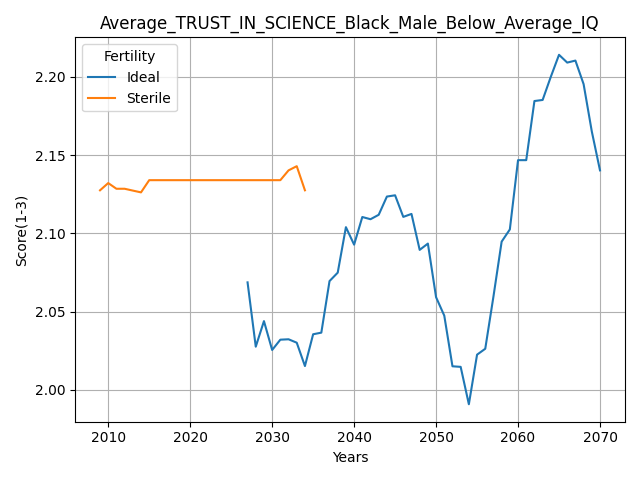 Average_TRUST_IN_SCIENCE_Black_Male_Below_Average_IQ
Fertility
Ideal
Sterile
Score(1-3)
2.20
2.15
2.10
2.05
2.00
2010
2020
2030
2040
2050
2060
2070
Years